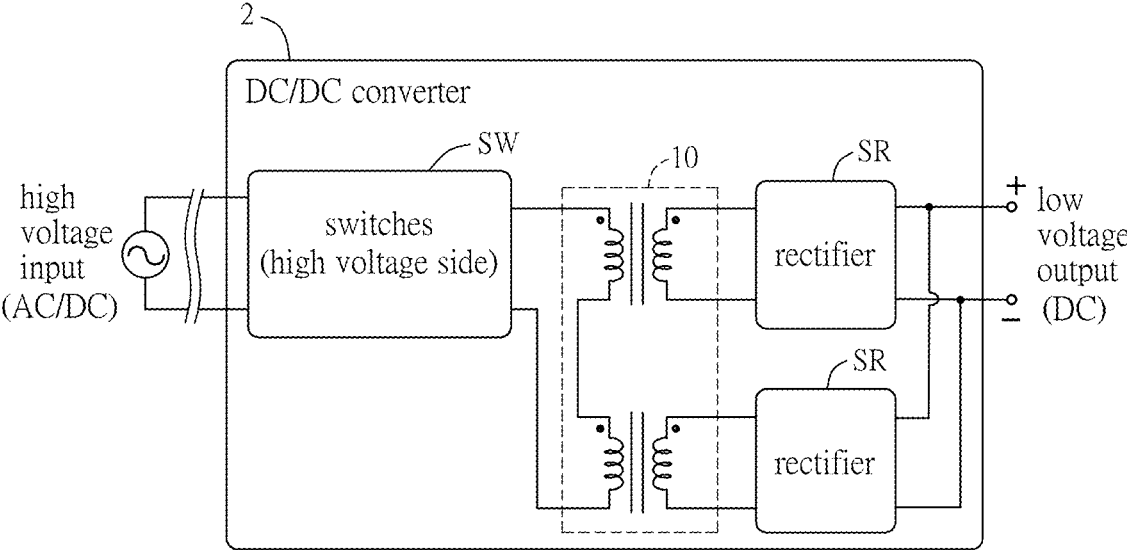 2
DC/DC converter
SW
switches
(high voltage side)
10
SR
rectifier
SR
rectifier
high
voltage
input
(AC/DC)
+
−
low
voltage
output
(DC)